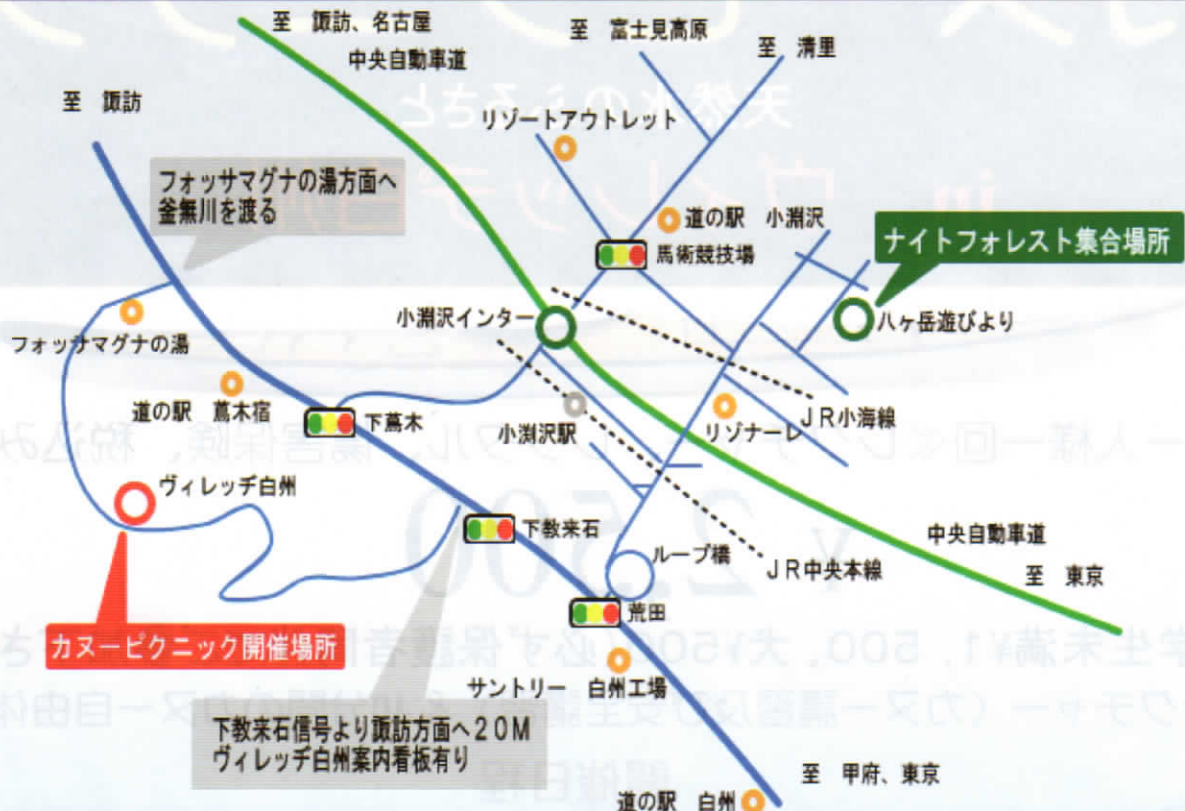 至　諏訪、名古屋
中央自動車道
至　富士見高原
至　清里
至　諏訪
リゾートアウトレット
フォッサマグナの湯方面へ
釜無川を渡る
道の駅　小淵沢
馬術競技場
ナイトフォレスト集合場所
小淵沢インター
八ヶ岳遊びより
フォッサマグナの湯
道の駅　蔦木宿
下蔦木
小渕沢駅
リゾナーレ
JR小海線
ヴィレッヂ白州
下教来石
中央自動車道
ループ橋
JR中央本線
至　東京
荒田
カヌーピクニック開催場所
サントリー　白州工場
下教来石信号より諏訪方面へ20M
ヴィレッヂ白州案内看板有り
至　甲府、東京
道の駅　白州